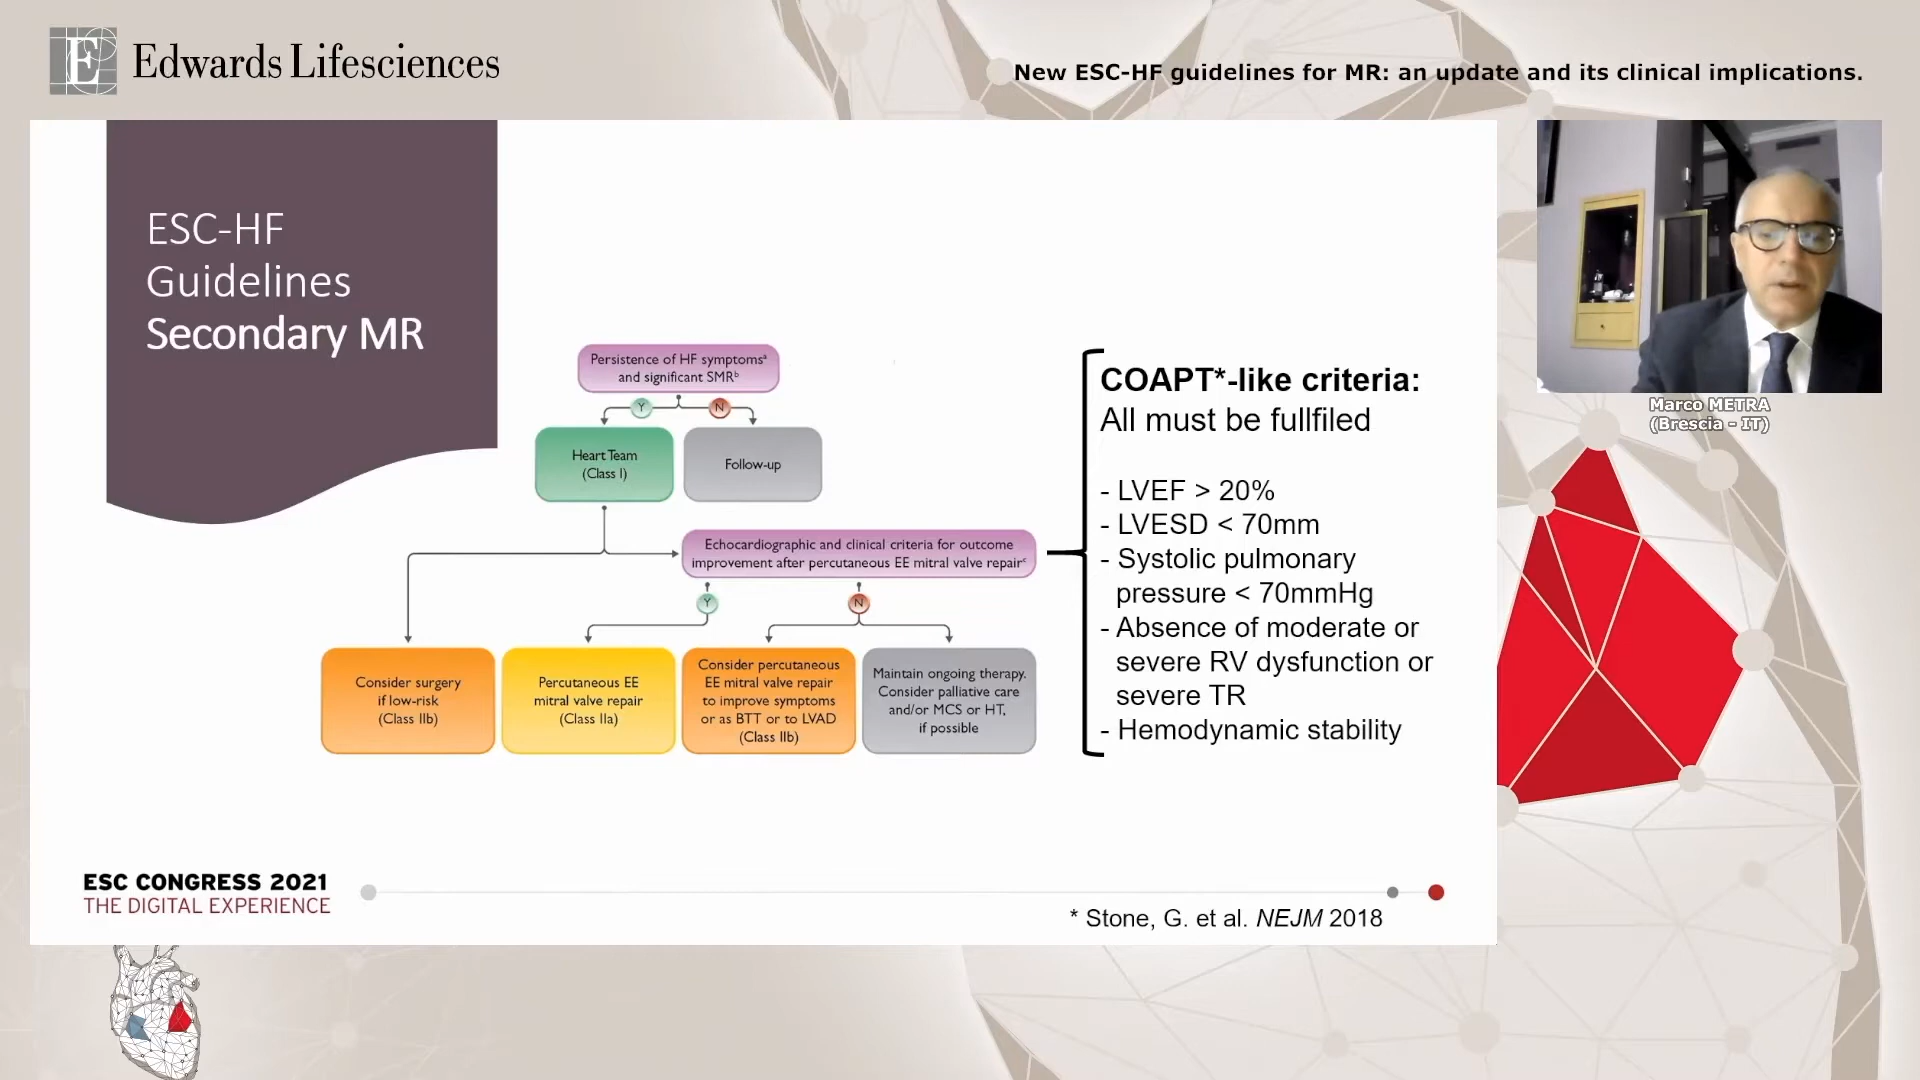 E Edwards Lifesciences
New ESC-HF guidelines for MR: an update and its clinical implications.
ESC-HF
Guidelines
Secondary MR
Persistence of HF symptomsᵃ
and significant SMRᵇ
Y
N
Heart Team
(Class I)
Follow-up
Echocardiographic and clinical criteria for outcome
improvement after percutaneous EE mitral valve repairᶜ
Y
N
Consider surgery
if low-risk
(Class IIb)
Percutaneous EE
mitral valve repair
(Class IIa)
Consider percutaneous
EE mitral valve repair
to improve symptoms
or as BTT or to LVAD
(Class IIb)
Maintain ongoing therapy.
Consider palliative care
and/or MCS or HT,
if possible
COAPT*-like criteria:
All must be fullfiled
- LVEF > 20%
- LVESD < 70mm
- Systolic pulmonary
pressure < 70mmHg
- Absence of moderate or
severe RV dysfunction or
severe TR
- Hemodynamic stability
Marco METRA
(Brescia - IT)
ESC CONGRESS 2021
THE DIGITAL EXPERIENCE
* Stone, G. et al. NEJM 2018